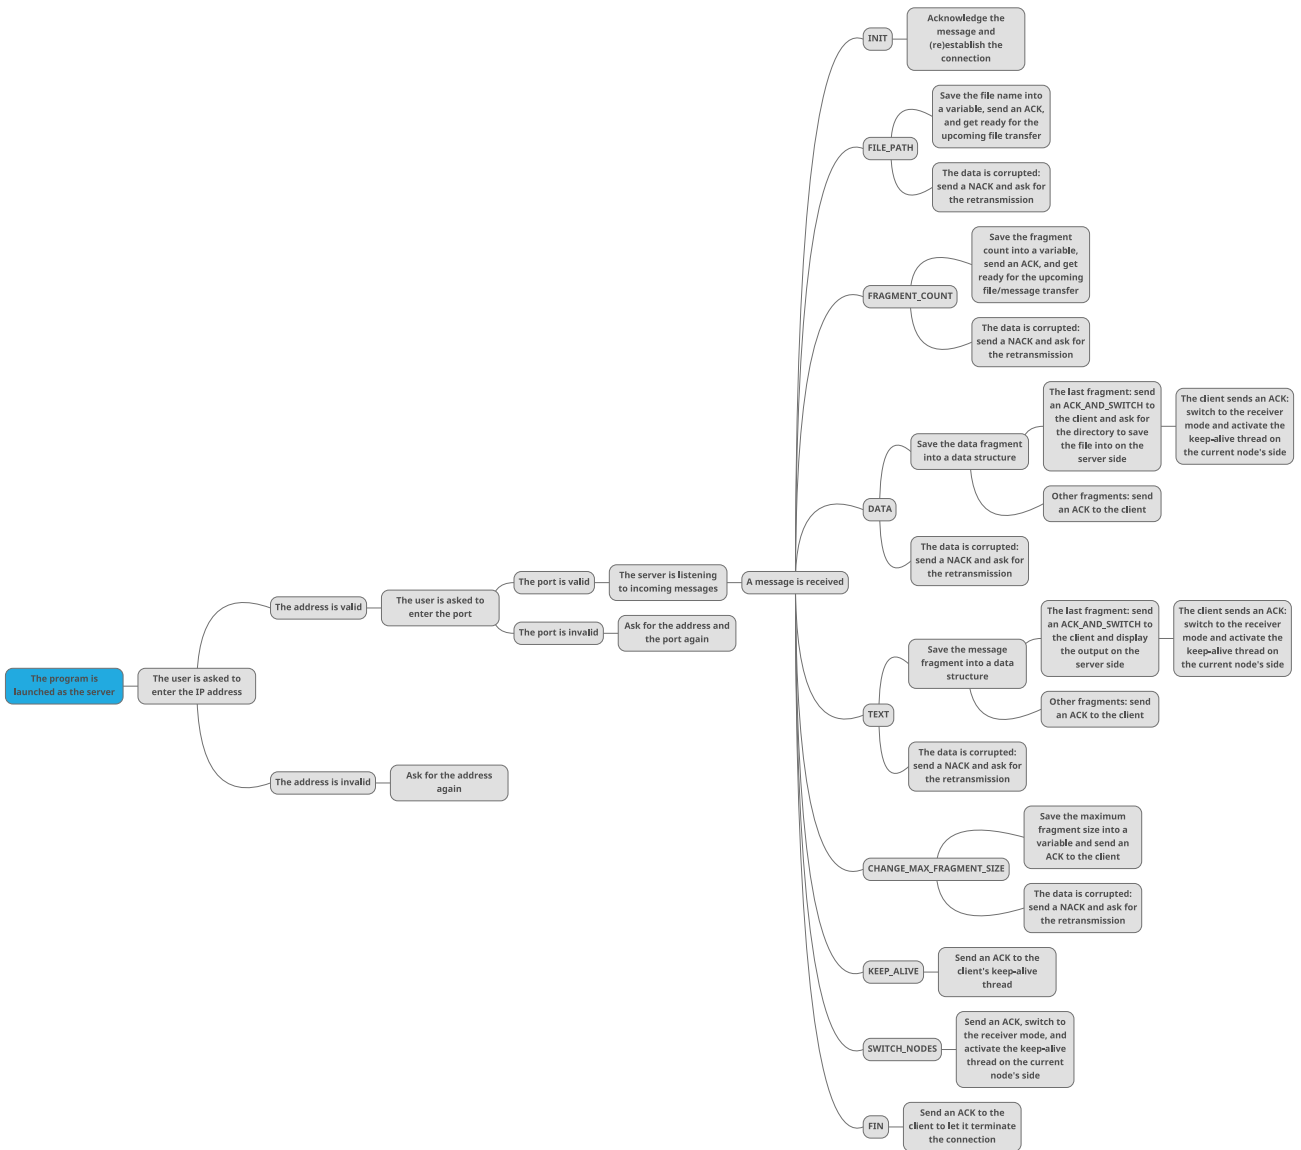 The program is
launched as the server
The user is asked to
enter the IP address
The address is valid
The user is asked to
enter the port
The port is valid
The server is listening
to incoming messages
A message is received
The port is invalid
Ask for the address and
the port again
The address is invalid
Ask for the address
again
INIT
Acknowledge the
message and
(re)establish the
connection
FILE_PATH
Save the file name into
a variable, send an ACK,
and get ready for the
upcoming file transfer
The data is corrupted:
send a NACK and ask for
the retransmission
FRAGMENT_COUNT
Save the fragment
count into a variable,
send an ACK, and get
ready for the upcoming
file/message transfer
The data is corrupted:
send a NACK and ask for
the retransmission
DATA
Save the data fragment
into a data structure
The last fragment: send
an ACK_AND_SWITCH to
the client and ask for
the directory to save
the file into on the
server side
The client sends an ACK:
switch to the receiver
mode and activate the
keep-alive thread on
the current node's side
Other fragments: send
an ACK to the client
The data is corrupted:
send a NACK and ask for
the retransmission
TEXT
Save the message
fragment into a data
structure
The last fragment: send
an ACK_AND_SWITCH to
the client and display
the output on the
server side
The client sends an ACK:
switch to the receiver
mode and activate the
keep-alive thread on
the current node's side
Other fragments: send
an ACK to the client
The data is corrupted:
send a NACK and ask for
the retransmission
CHANGE_MAX_FRAGMENT_SIZE
Save the maximum
fragment size into a
variable and send an
ACK to the client
The data is corrupted:
send a NACK and ask for
the retransmission
KEEP_ALIVE
Send an ACK to the
client's keep-alive
thread
SWITCH_NODES
Send an ACK, switch to
the receiver mode, and
activate the keep-alive
thread on the current
node's side
FIN
Send an ACK to the
client to let it terminate
the connection